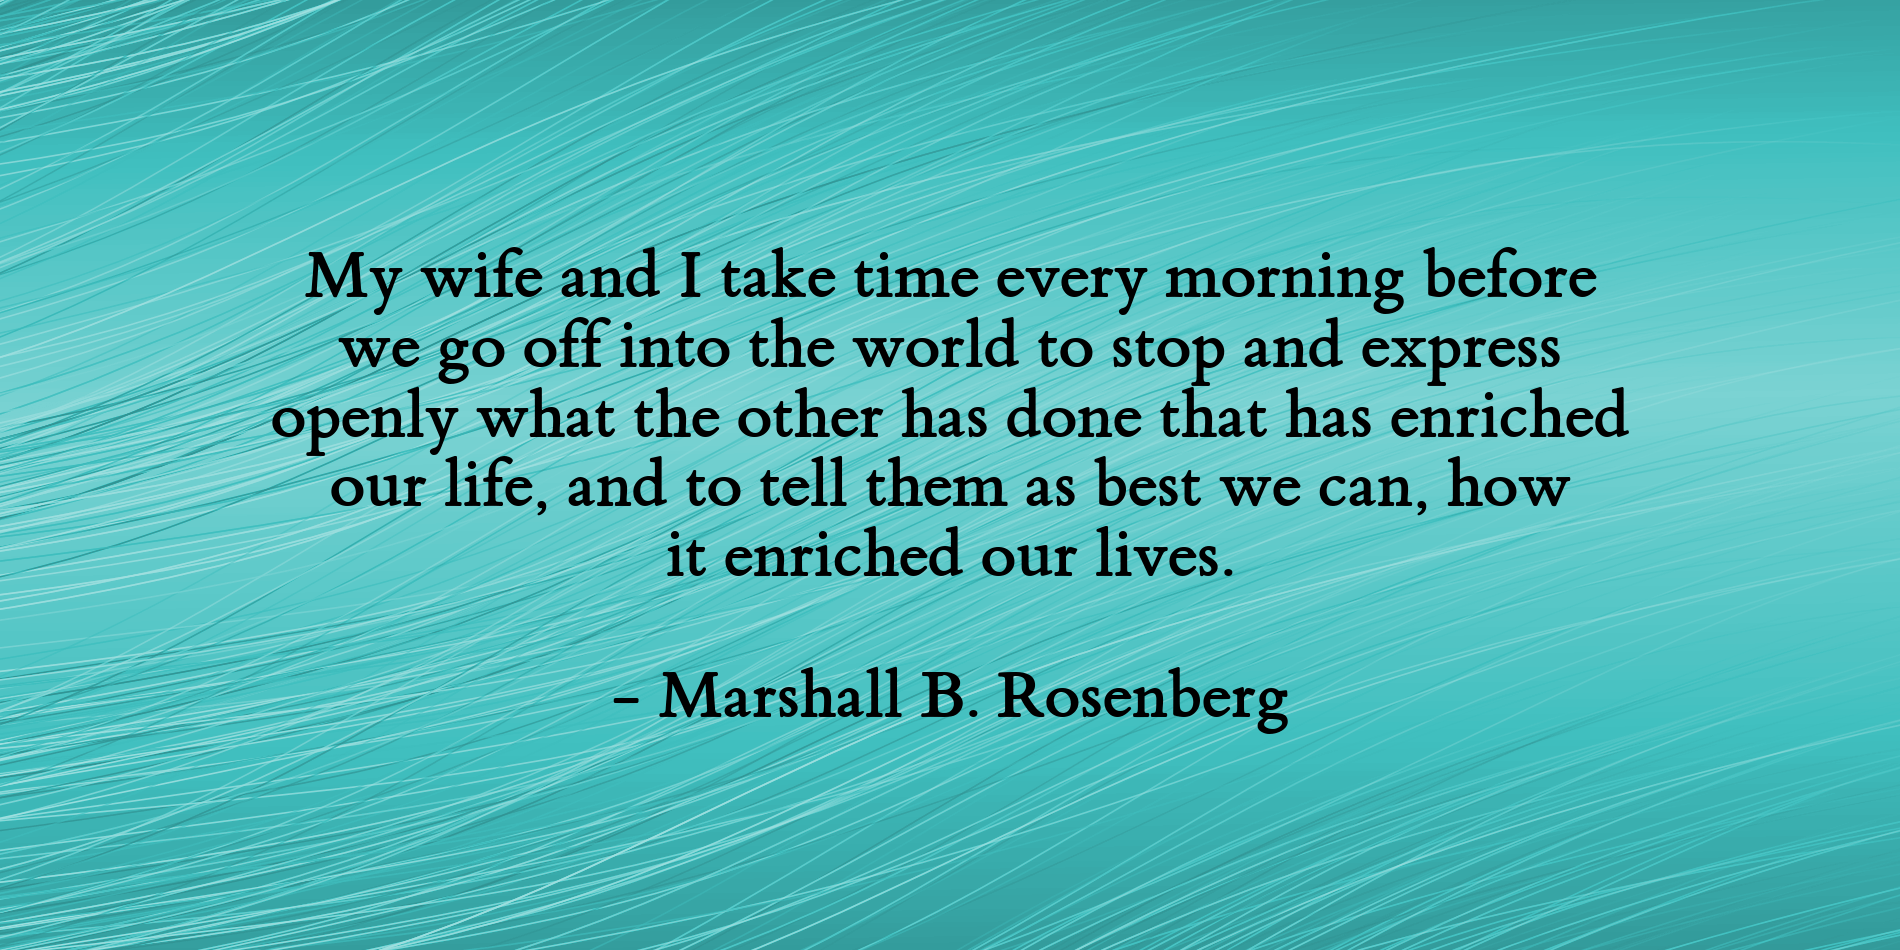 My wife and I take time every morning before
we go off into the world to stop and express
openly what the other has done that has enriched
our life, and to tell them as best we can, how
it enriched our lives.
– Marshall B. Rosenberg